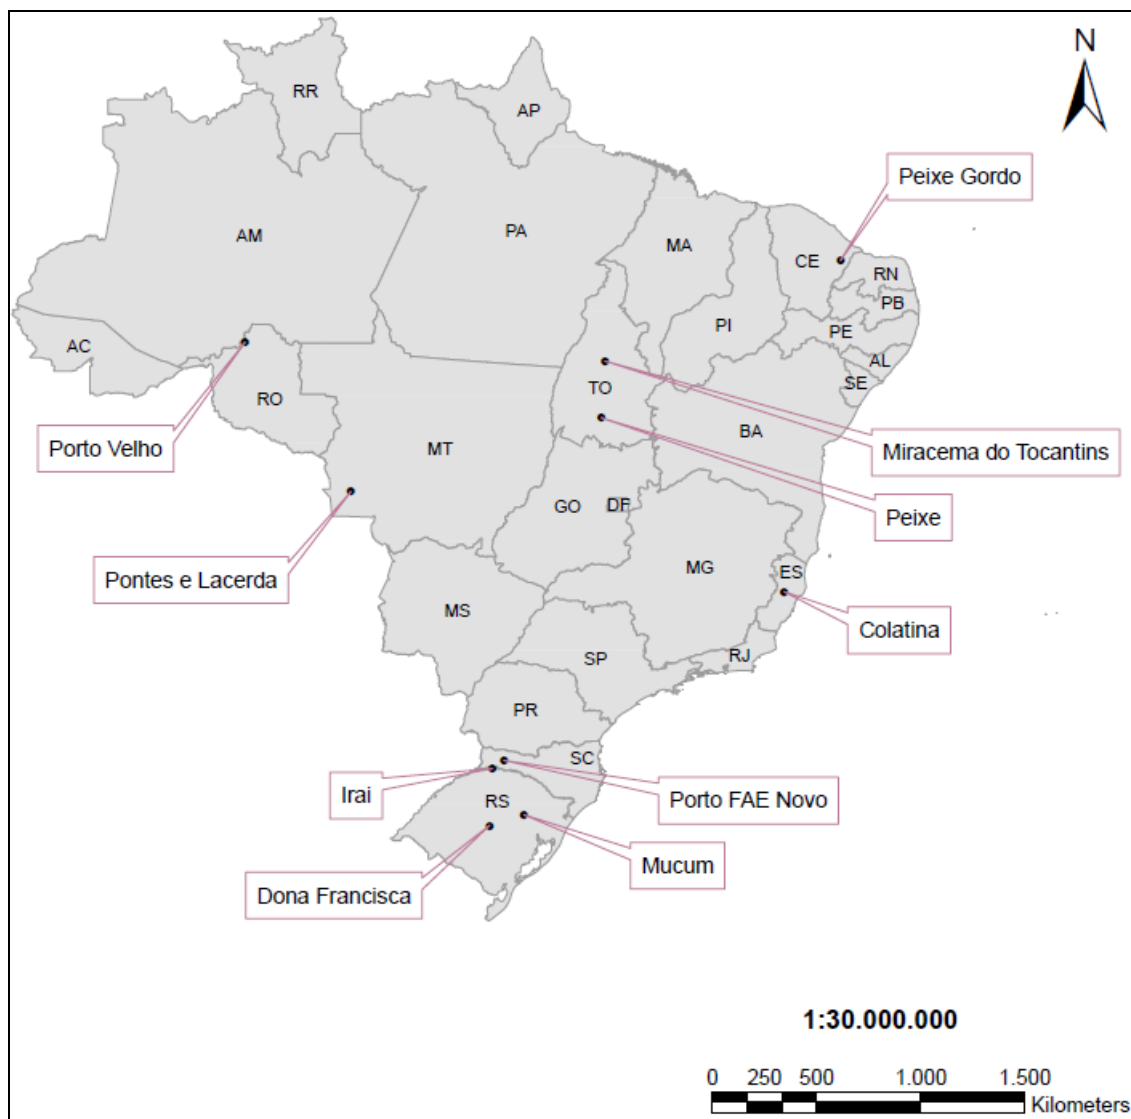 N
RR
AP
Peixe Gordo
AM
PA
MA
CE
RN
PB
PI
PE
AC
AL
TO
SE
RO
BA
Porto Velho
MT
Miracema do Tocantins
GO
DF
Peixe
Pontes e Lacerda
MG
ES
MS
Colatina
SP
RJ
PR
SC
Irai
RS
Porto FAE Novo
Mucum
Dona Francisca
1:30.000.000
0 250 500 1.000 1.500
Kilometers